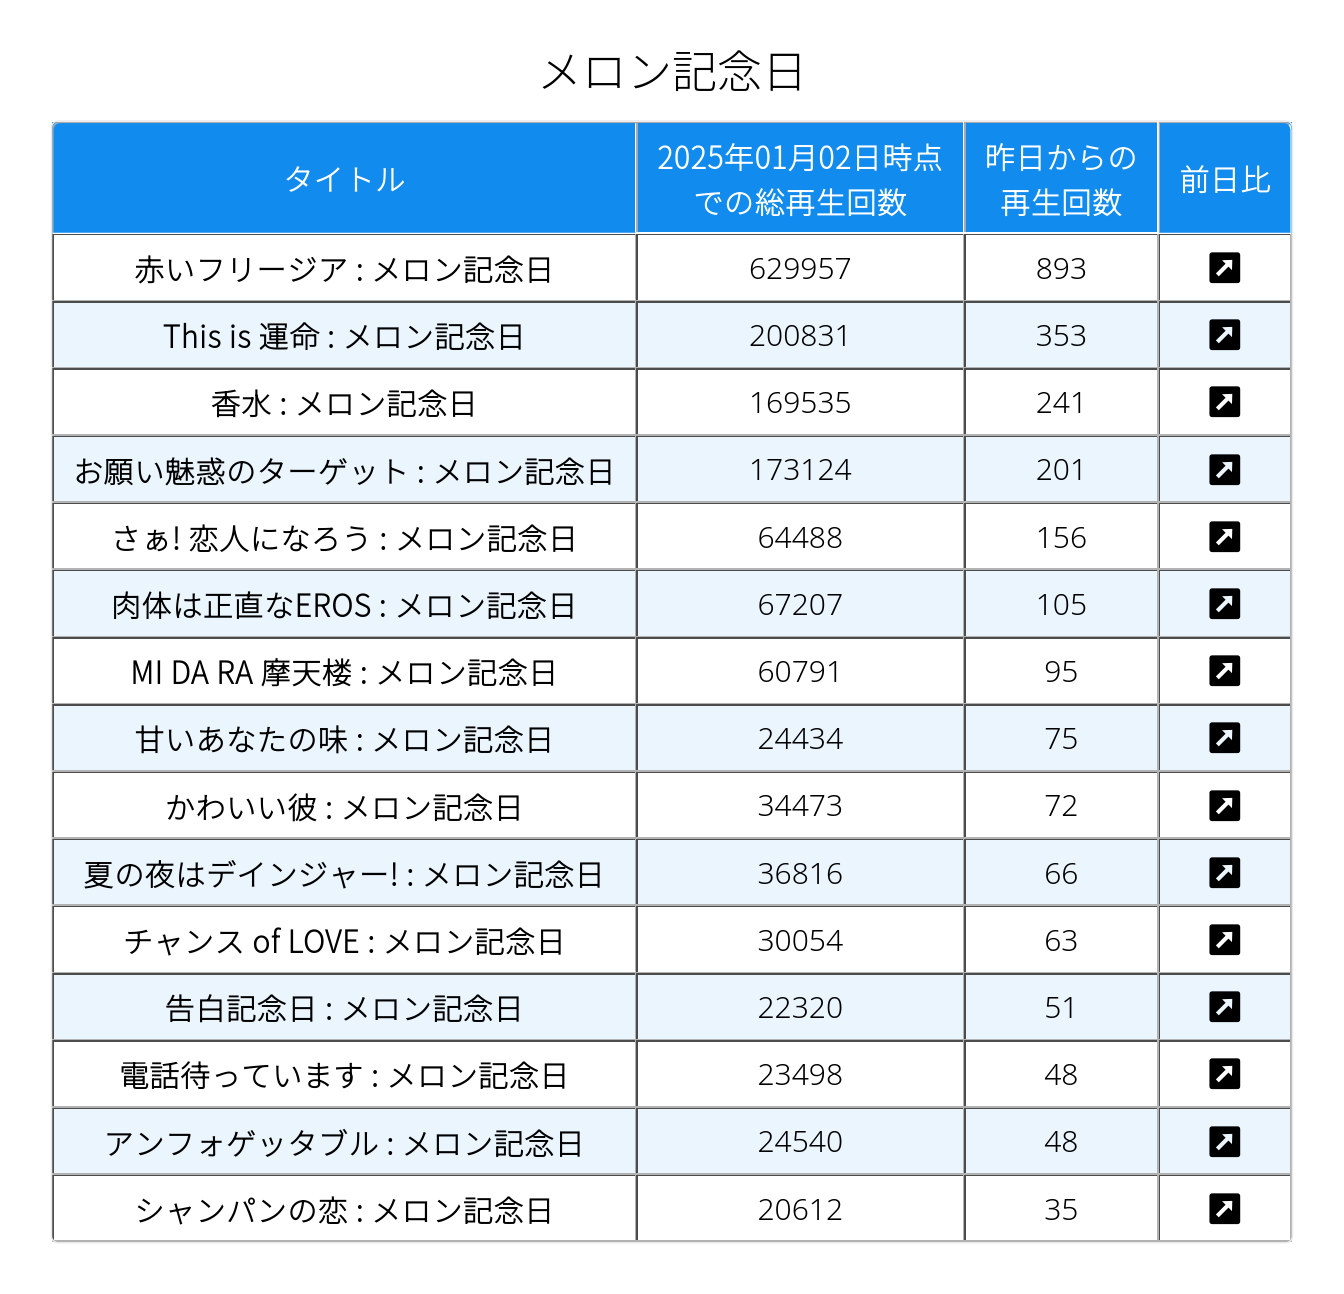 メロン記念日
タイトル 2025年01月02日時点での総再生回数 昨日からの再生回数 前日比
赤いフリージア : メロン記念日 629957 893
This is 運命 : メロン記念日 200831 353
香水 : メロン記念日 169535 241
お願い魅惑のターゲット : メロン記念日 173124 201
さぁ! 恋人になろう : メロン記念日 64488 156
肉体は正直なEROS : メロン記念日 67207 105
MI DA RA 摩天楼 : メロン記念日 60791 95
甘いあなたの味 : メロン記念日 24434 75
かわいい彼 : メロン記念日 34473 72
夏の夜はデインジャー! : メロン記念日 36816 66
チャンス of LOVE : メロン記念日 30054 63
告白記念日 : メロン記念日 22320 51
電話待っています : メロン記念日 23498 48
アンフォゲッタブル : メロン記念日 24540 48
シャンパンの恋 : メロン記念日 20612 35